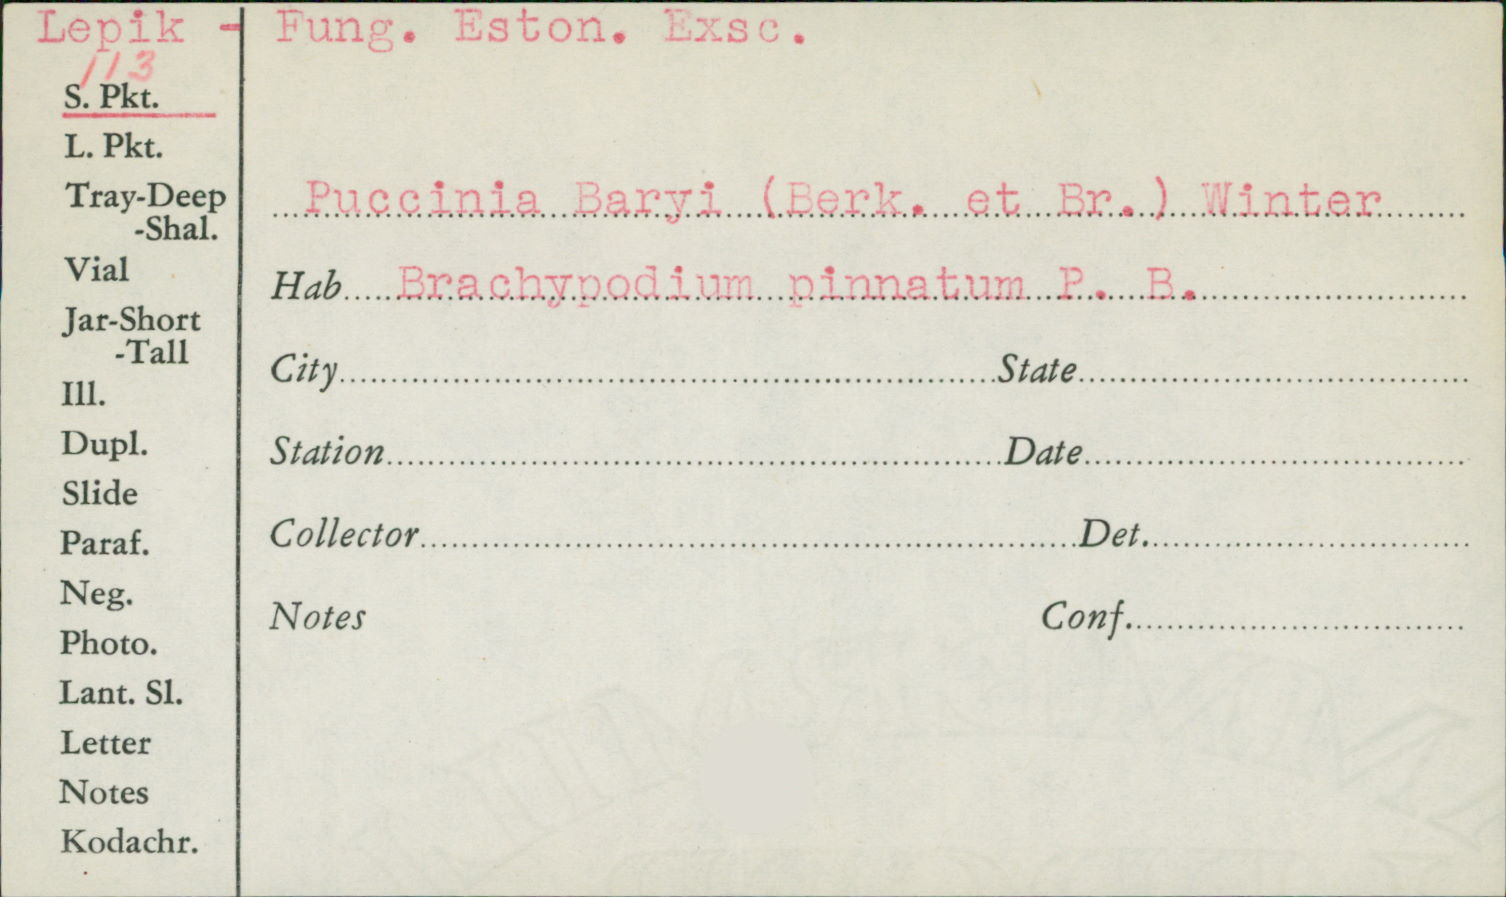 Lepik - Fung. Eston. Exsc.
113
S. Pkt.
L. Pkt.
Tray-Deep
-Shal.
Vial
Jar-Short
-Tall
Ill.
Dupl.
Slide
Paraf.
Neg.
Photo.
Lant. Sl.
Letter
Notes
Kodachr.
Puccinia Baryi (Berk. et Br.) Winter
Hab Brachypodium pinnatum P. B.
City State
Station Date
Collector Det.
Notes Conf.